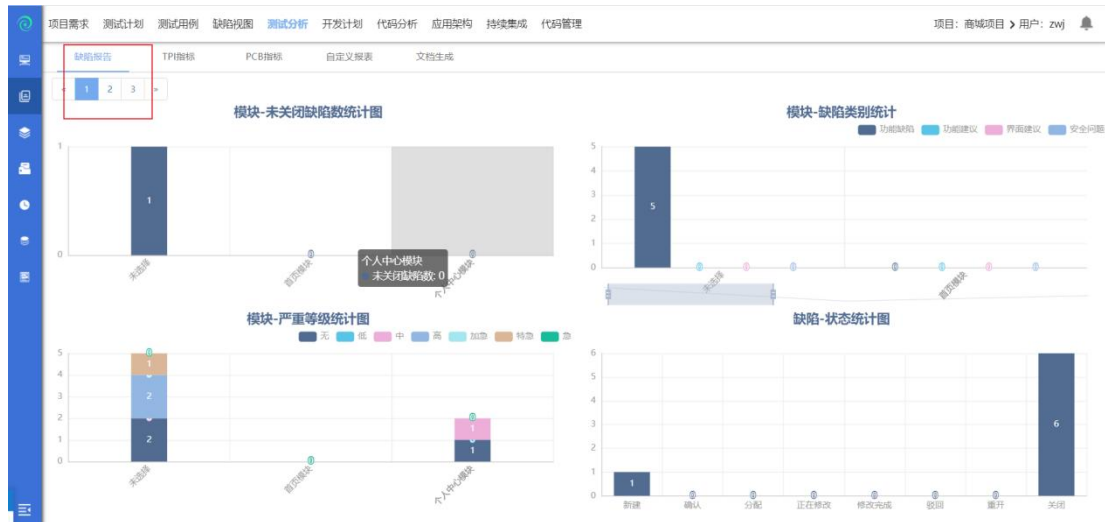 项目需求 测试计划 测试用例 缺陷视图 测试分析 开发计划 代码分析 应用架构 持续集成 代码管理 项目：商城项目 > 用户：zwj
缺陷报告 TPI指标 PCB指标 自定义报表 文档生成
< 1 2 3 >
模块-未关闭缺陷数统计图
1
1
0
0
0
未选择 首页模块 个人中心模块
个人中心模块
未关闭缺陷数: 0
模块-缺陷类别统计
功能缺陷 功能建议 界面建议 安全问题
5
4
3
2
1
0
5 0 0 0 0 0 0 0
未选择 首页模块
模块-严重等级统计图
无 低 中 高 加急 特急 急
5
4
3
2
1
0
0
1
2
2
0
0
1
1
未选择 首页模块 个人中心模块
缺陷-状态统计图
6
5
4
3
2
1
0
1 0 0 0 0 0 0 6
新建 确认 分配 正在修改 修改完成 驳回 重开 关闭